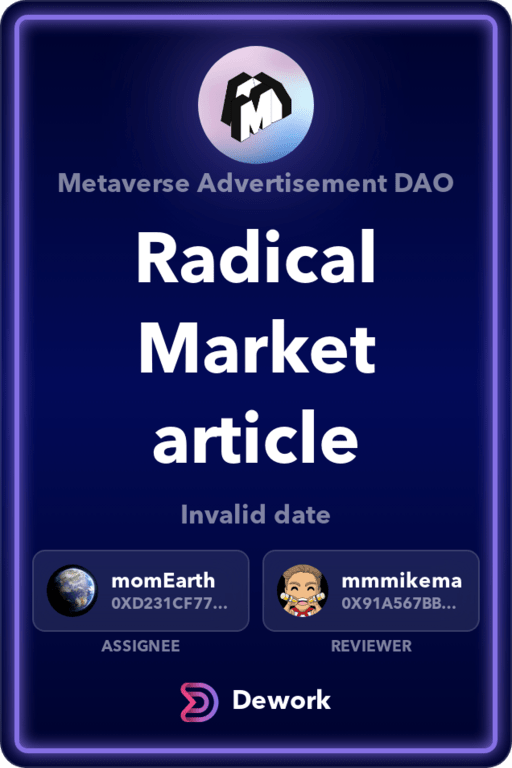 M
Metaverse Advertisement DAO
Radical
Market
article
Invalid date
momEarth
0XD231CF77...
ASSIGNEE
mmmikema
0X91A567BB...
REVIEWER
Dework